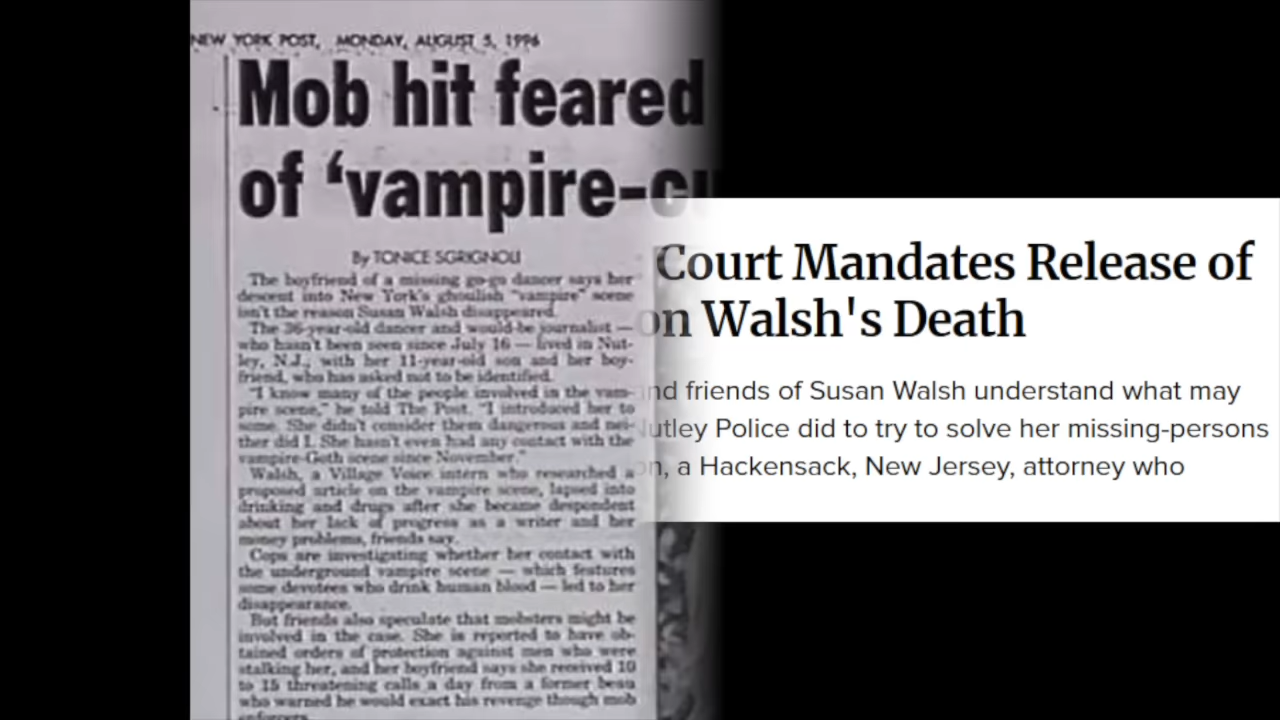 NEW YORK POST, MONDAY, AUGUST 5, 1996
Mob hit feared
of ‘vampire-cu
By TONICE SGRIGNOLI
The boyfriend of a missing go-go dancer says her
descent into New York's ghoulish "vampire" scene
isn't the reason Susan Walsh disappeared.
The 36-year-old dancer and would-be journalist —
who hasn't been seen since July 16 — lived in Nut-
ley, N.J., with her 11-year-old son and her boy-
friend, who has asked not to be identified.
"I know many of the people involved in the vam-
pire scene," he told The Post. "I introduced her to
some. She didn't consider them dangerous and nei-
ther did I. She hasn't even had any contact with the
vampire-Goth scene since November."
Walsh, a Village Voice intern who researched a
proposed article on the vampire scene, lapsed into
drinking and drugs after she became despondent
about her lack of progress as a writer and her
money problems, friends say.
Cops are investigating whether her contact with
the underground vampire scene — which features
some devotees who drink human blood — led to her
disappearance.
But friends also speculate that mobsters might be
involved in the case. She is reported to have ob-
tained orders of protection against men who were
stalking her, and her boyfriend says she received 10
to 15 threatening calls a day from a former beau
who warned he would exact his revenge though mob
enforcers.
Court Mandates Release of
on Walsh's Death
nd friends of Susan Walsh understand what may
Nutley Police did to try to solve her missing-persons
on, a Hackensack, New Jersey, attorney who